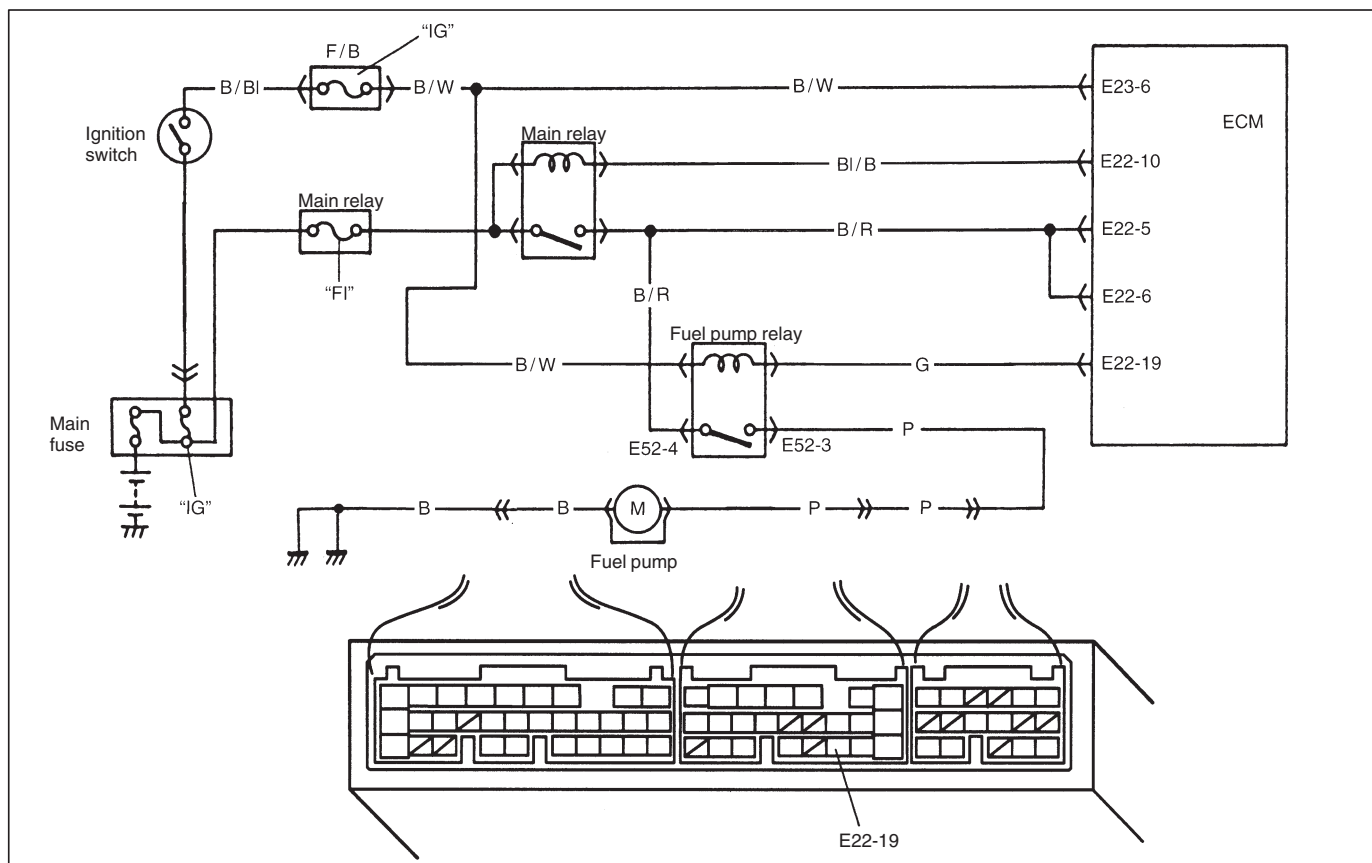 "IG"
F/B
B/Bl
B/W
B/W
E23-6
ECM
Ignition
switch
Main relay
Bl/B
E22-10
Main relay
B/R
E22-5
"FI"
B/R
E22-6
Fuel pump relay
B/W
G
E22-19
Main
fuse
E52-4
E52-3
P
"IG"
B
B
M
P
P
Fuel pump
E22-19